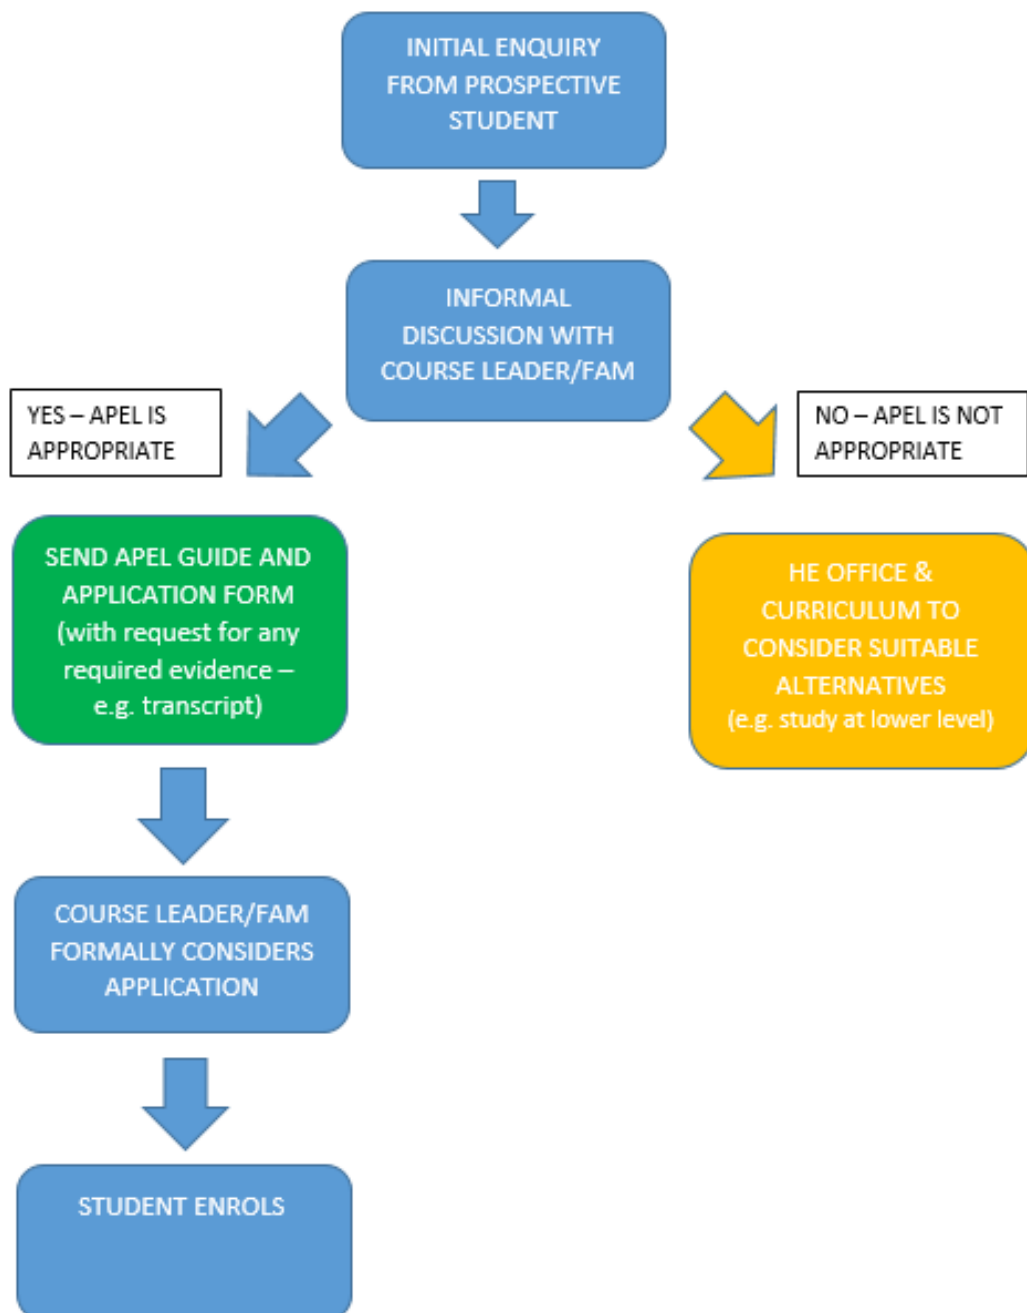 INITIAL ENQUIRY
FROM PROSPECTIVE
STUDENT
INFORMAL
DISCUSSION WITH
COURSE LEADER/FAM
YES – APEL IS
APPROPRIATE
NO – APEL IS NOT
APPROPRIATE
SEND APEL GUIDE AND
APPLICATION FORM
(with request for any
required evidence –
e.g. transcript)
HE OFFICE &
CURRICULUM TO
CONSIDER SUITABLE
ALTERNATIVES
(e.g. study at lower level)
COURSE LEADER/FAM
FORMALLY CONSIDERS
APPLICATION
STUDENT ENROLS